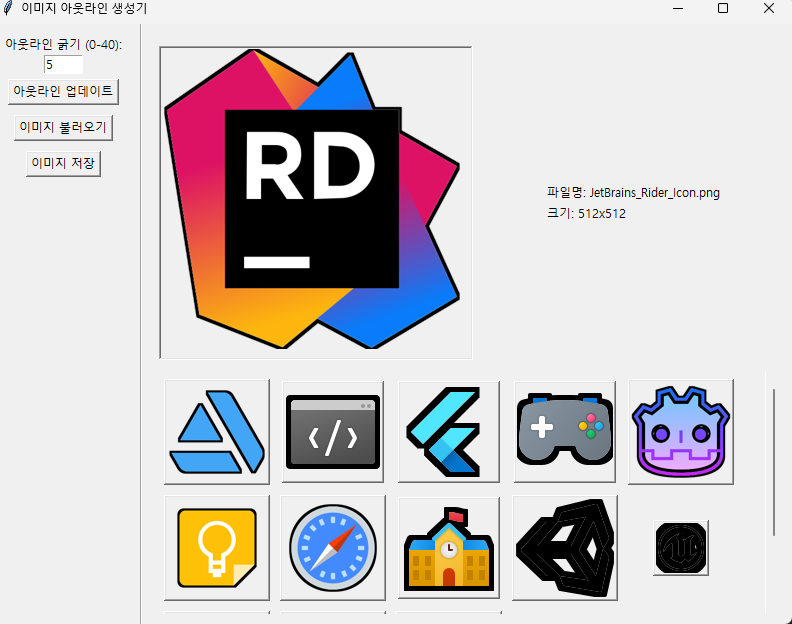 이미지 아웃라인 생성기
아웃라인 굵기 (0-40):
5
아웃라인 업데이트
이미지 불러오기
이미지 저장
RD
파일명: JetBrains_Rider_Icon.png
크기: 512x512